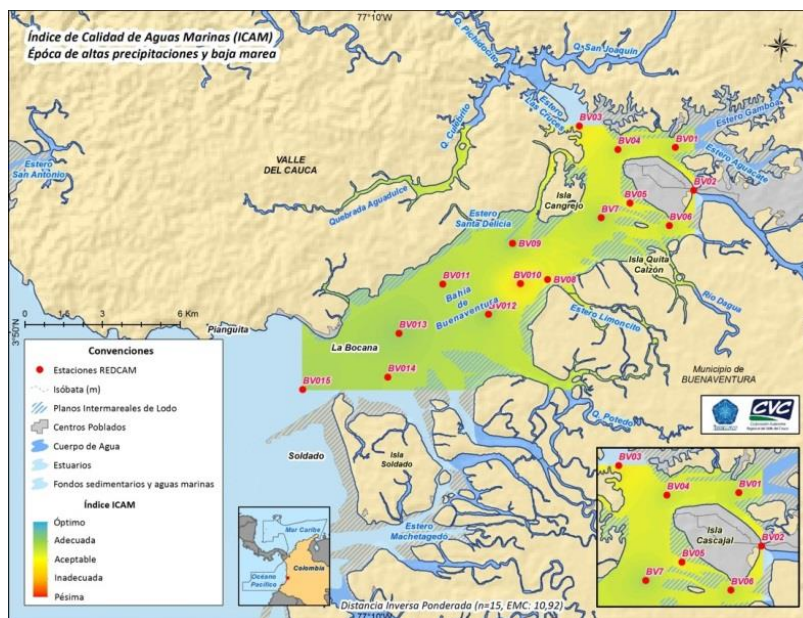 Índice de Calidad de Aguas Marinas (ICAM)
Época de altas precipitaciones y baja marea
77°10'W
Q. Pichidocito
Q. San Joaquín
Estero Las Cruces
Q. Culebrito
Estero Gamboa
Estero Aguacate
Estero San Antonio
VALLE DEL CAUCA
Quebrada Aguadulce
Isla Cangrejo
Estero Santa Delicia
BV03
BV04
BV01
BV02
BV05
BV7
BV06
BV09
Isla Quita Calzón
BV011
BV010
BV08
Bahía de Buenaventura
BV012
Río Dagua
Estero Limoncito
0
3
6 Km
3°50'
Pianguita
BV013
La Bocana
BV014
BV015
Municipio de BUENAVENTURA
Q. Potedo
Soldado
Isla Soldado
Estero Machetagedo
Convenciones
Estaciones REDCAM
Isóbata (m)
Planos Intermareales de Lodo
Centros Poblados
Cuerpo de Agua
Estuarios
Fondos sedimentarios y aguas marinas
Índice ICAM
Óptimo
Adecuada
Aceptable
Inadecuada
Pésima
Mar Caribe
Océano Pacífico
Colombia
CVC
BV03
BV04
BV01
Isla Cascajal
BV02
BV05
BV7
BV06
Distancia Inversa Ponderada (n=15, EMC: 10,92)
77°10'W